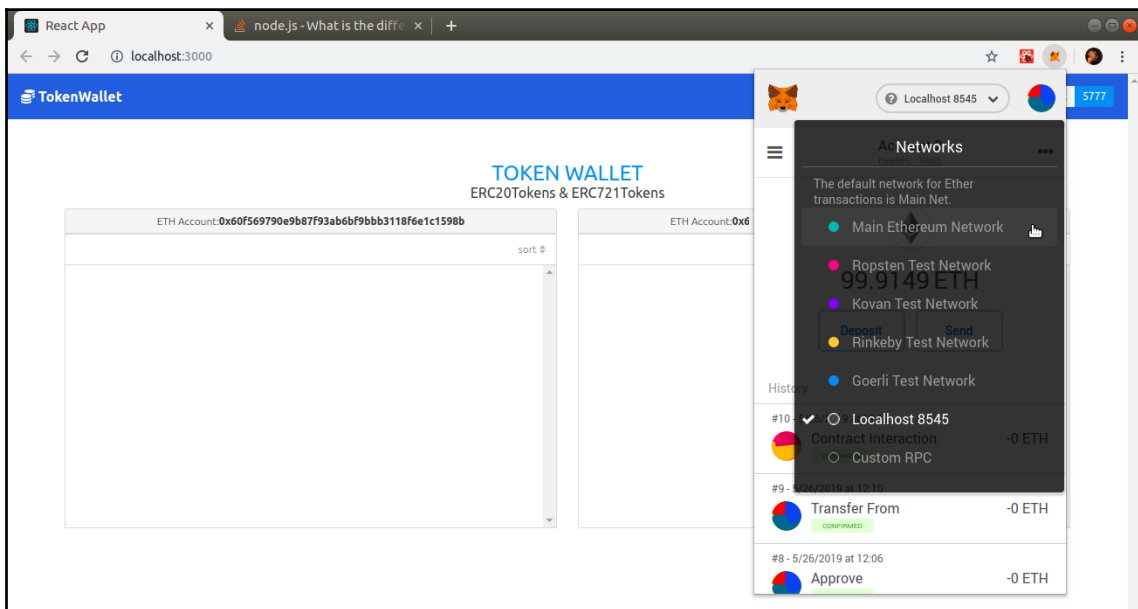 React App
node.js - What is the diffe
localhost:3000
TokenWallet
5777
TOKEN WALLET
ERC20Tokens & ERC721Tokens
ETH Account:0x60f569790e9b87f93ab6bf9bbb3118f6e1c1598b
sort
ETH Account:0x6
Localhost 8545
Networks
The default network for Ether
transactions is Main Net.
Main Ethereum Network
Ropsten Test Network
99.9149 ETH
Kovan Test Network
Deposit
Send
Rinkeby Test Network
Goerli Test Network
History
Localhost 8545
#10 -
Contract Interaction
-0 ETH
Custom RPC
#9 - 5/26/2019 at 12:10
Transfer From
-0 ETH
CONFIRMED
#8 - 5/26/2019 at 12:06
Approve
-0 ETH